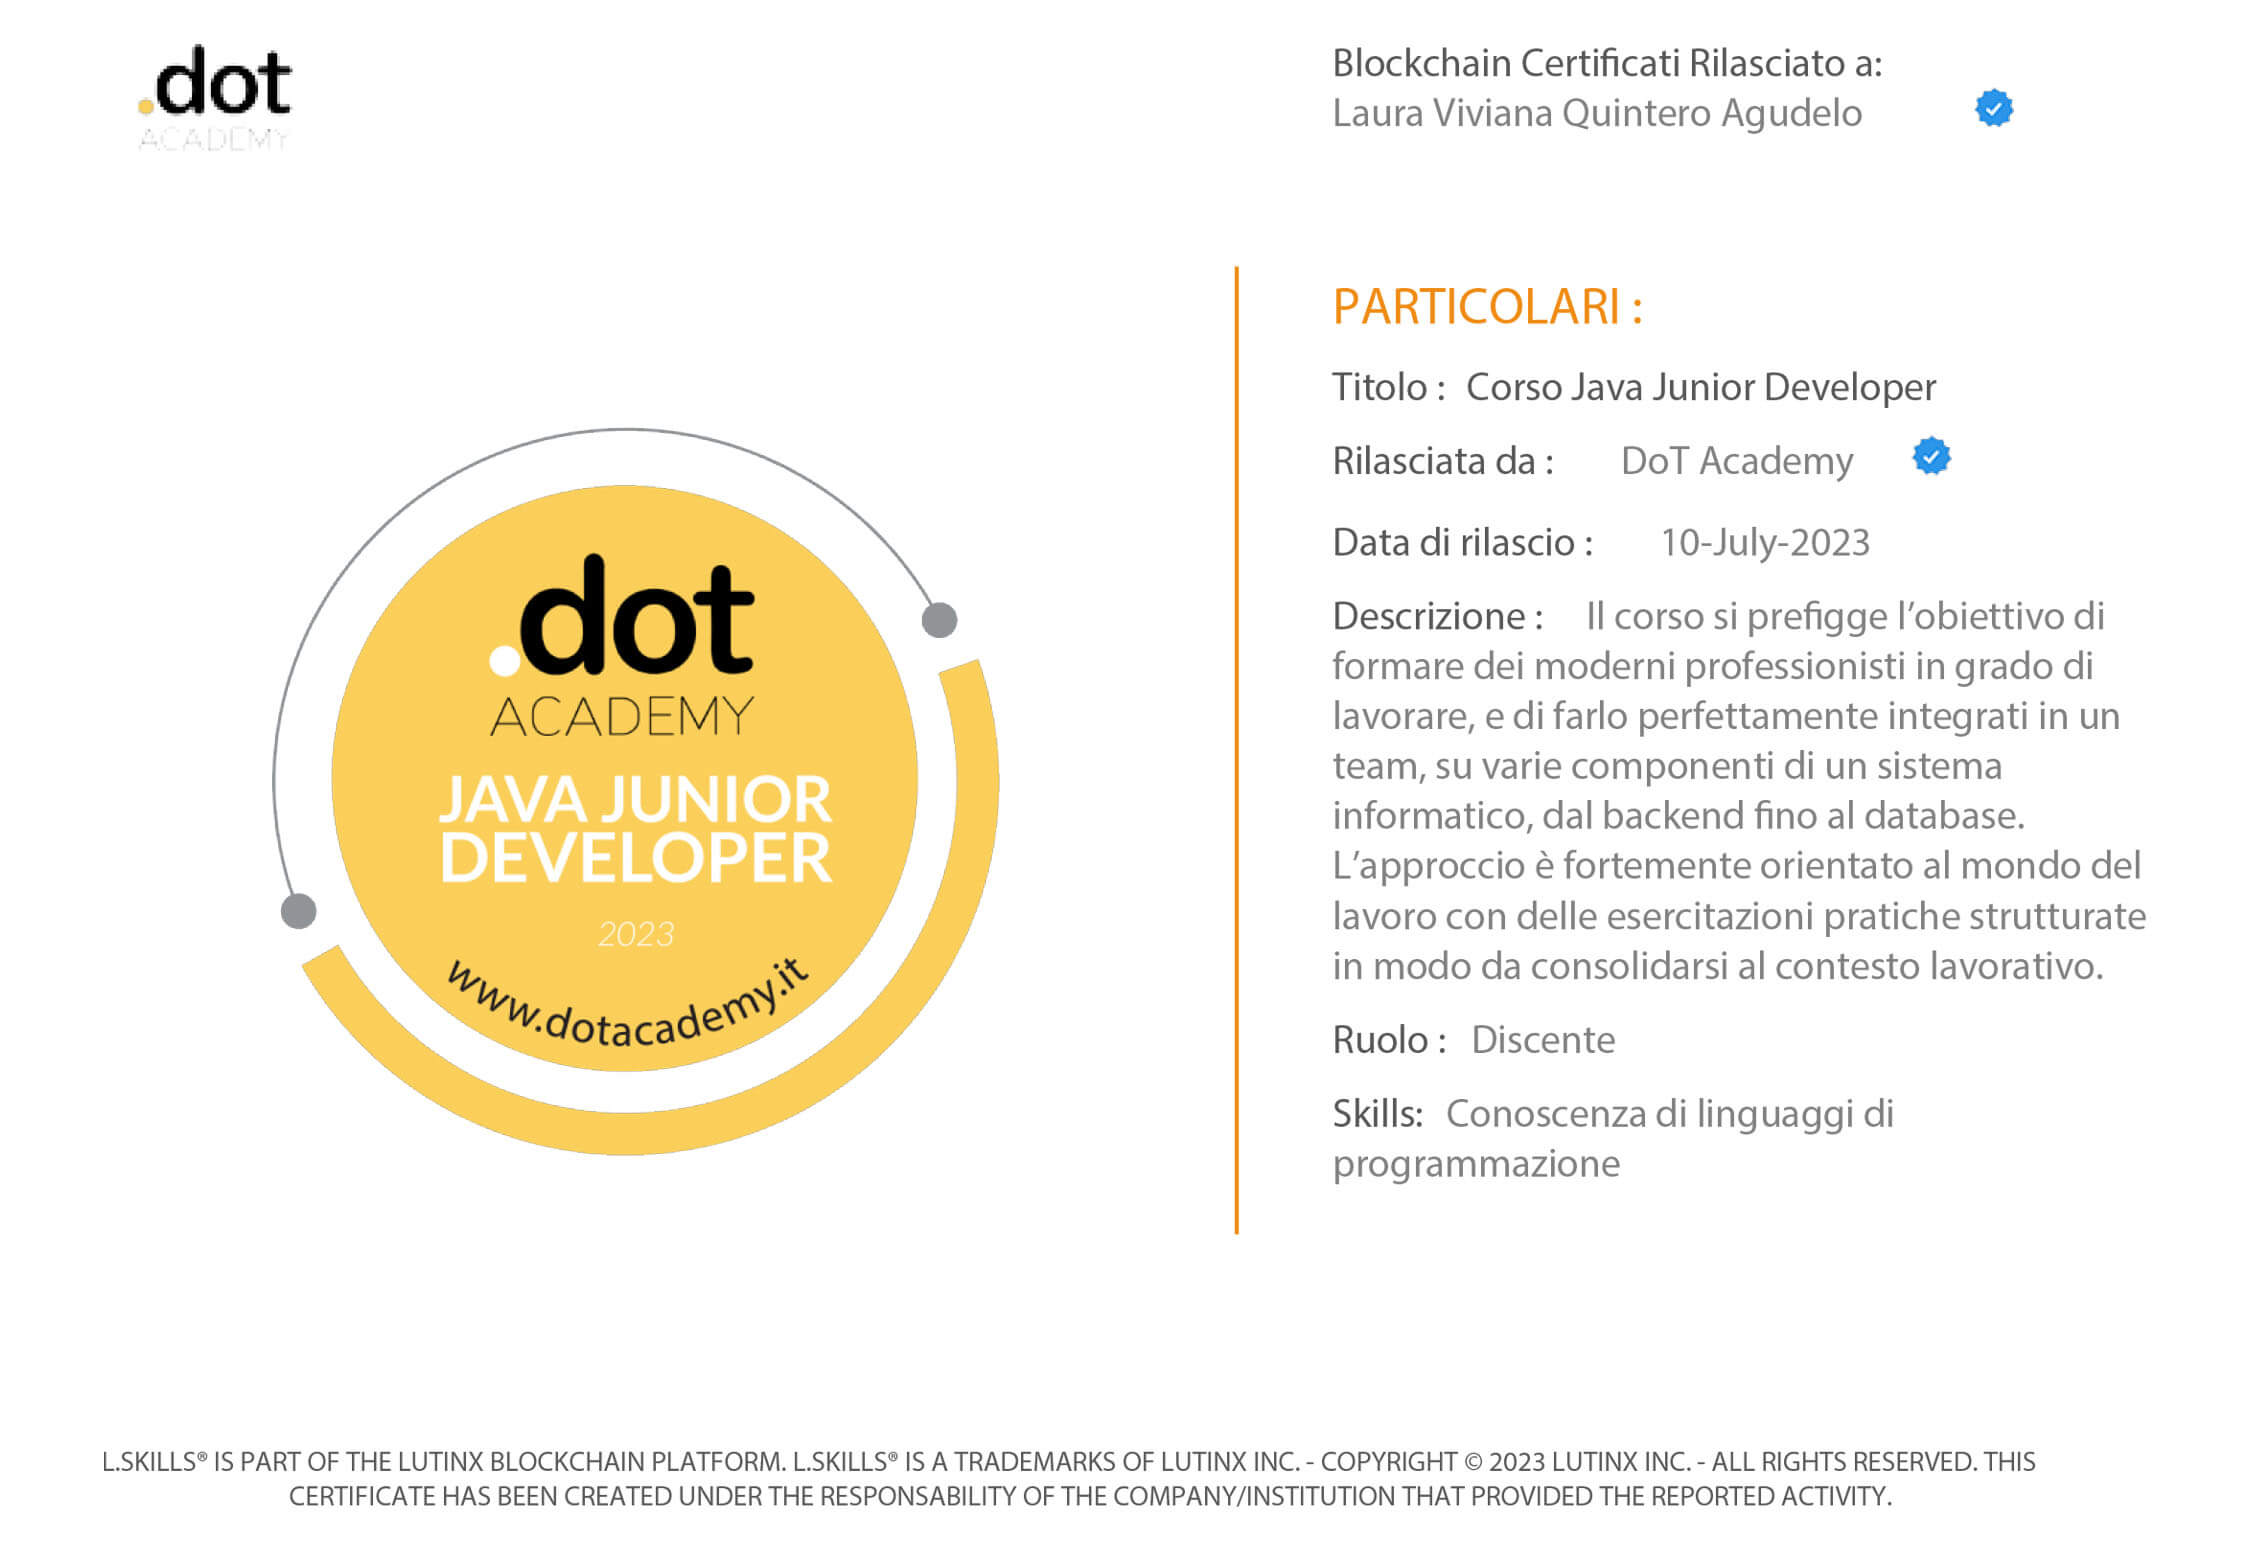 .dot
ACADEMY
Blockchain Certificati Rilasciato a:
Laura Viviana Quintero Agudelo
.dot
ACADEMY
JAVA JUNIOR
DEVELOPER
2023
www.dotacademy.it
PARTICOLARI :
Titolo : Corso Java Junior Developer
Rilasciata da : DoT Academy
Data di rilascio : 10-July-2023
Descrizione : Il corso si prefigge l’obiettivo di
formare dei moderni professionisti in grado di
lavorare, e di farlo perfettamente integrati in un
team, su varie componenti di un sistema
informatico, dal backend fino al database.
L’approccio è fortemente orientato al mondo del
lavoro con delle esercitazioni pratiche strutturate
in modo da consolidarsi al contesto lavorativo.
Ruolo : Discente
Skills: Conoscenza di linguaggi di
programmazione
L.SKILLS® IS PART OF THE LUTINX BLOCKCHAIN PLATFORM. L.SKILLS® IS A TRADEMARKS OF LUTINX INC. - COPYRIGHT © 2023 LUTINX INC. - ALL RIGHTS RESERVED. THIS
CERTIFICATE HAS BEEN CREATED UNDER THE RESPONSABILITY OF THE COMPANY/INSTITUTION THAT PROVIDED THE REPORTED ACTIVITY.